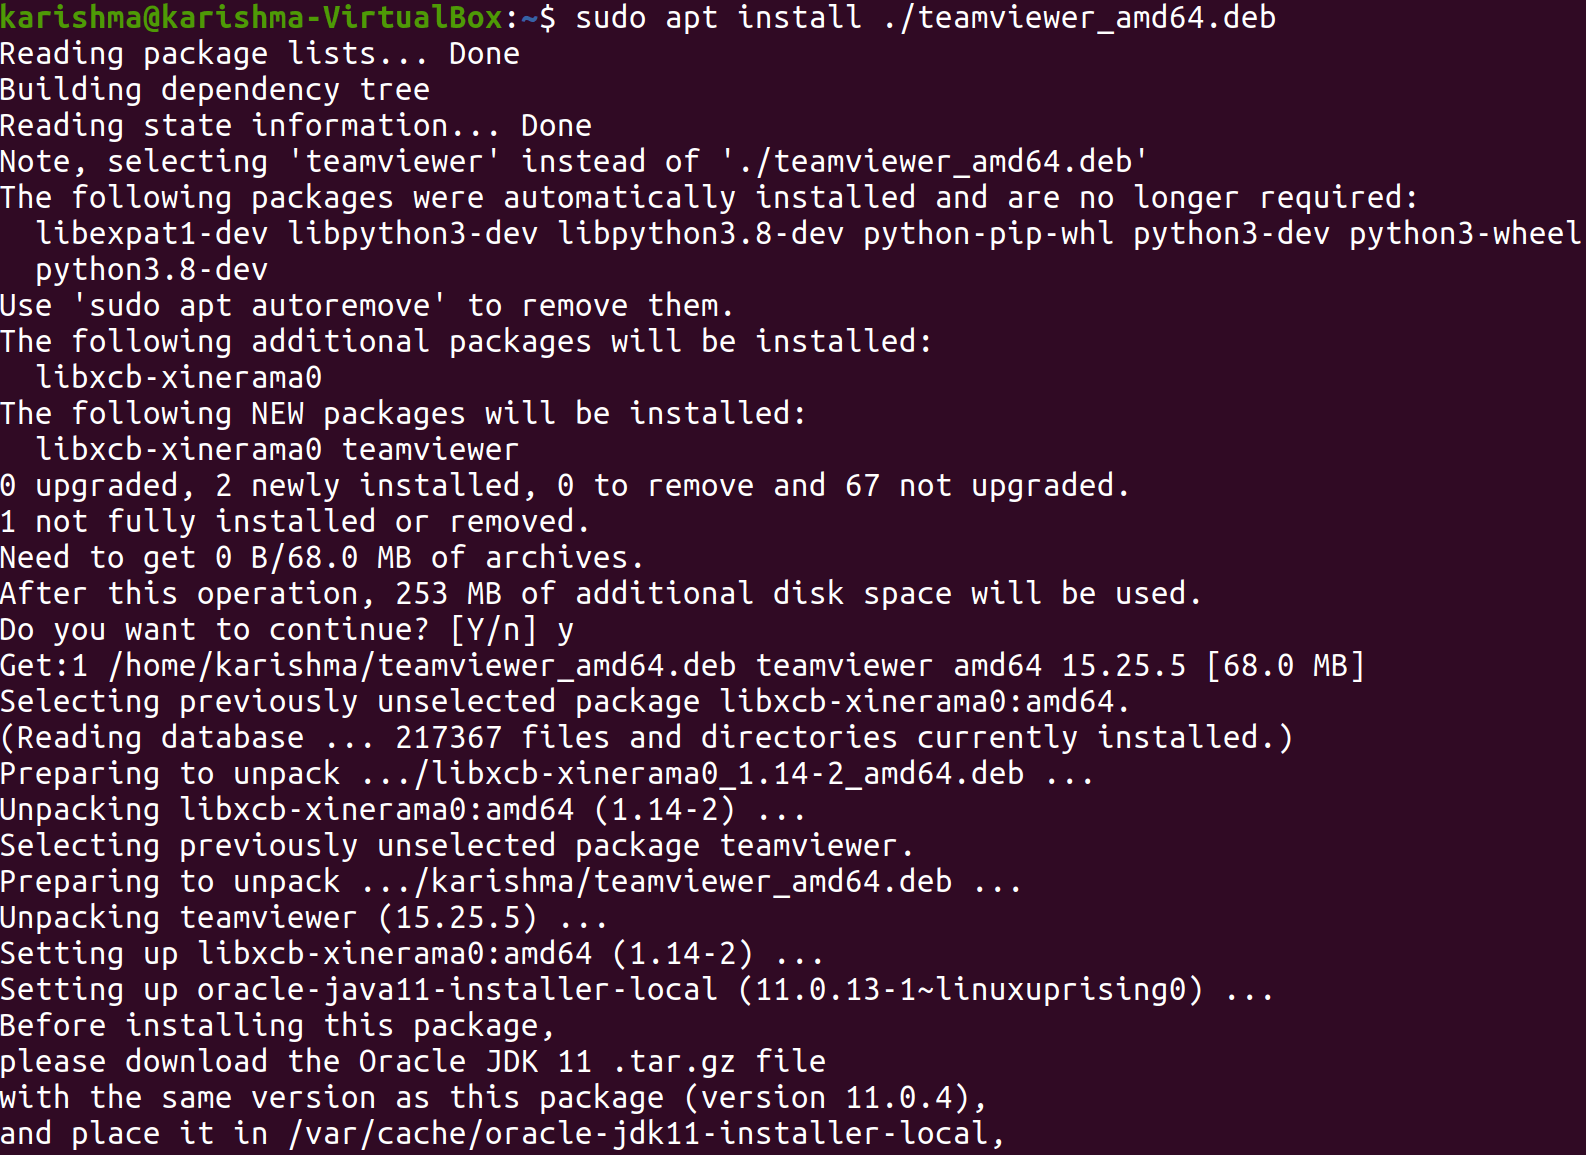 karishma@karishma-VirtualBox:~$ sudo apt install ./teamviewer_amd64.deb
Reading package lists... Done
Building dependency tree
Reading state information... Done
Note, selecting 'teamviewer' instead of './teamviewer_amd64.deb'
The following packages were automatically installed and are no longer required:
  libexpat1-dev libpython3-dev libpython3.8-dev python-pip-whl python3-dev python3-wheel
  python3.8-dev
Use 'sudo apt autoremove' to remove them.
The following additional packages will be installed:
  libxcb-xinerama0
The following NEW packages will be installed:
  libxcb-xinerama0 teamviewer
0 upgraded, 2 newly installed, 0 to remove and 67 not upgraded.
1 not fully installed or removed.
Need to get 0 B/68.0 MB of archives.
After this operation, 253 MB of additional disk space will be used.
Do you want to continue? [Y/n] y
Get:1 /home/karishma/teamviewer_amd64.deb teamviewer amd64 15.25.5 [68.0 MB]
Selecting previously unselected package libxcb-xinerama0:amd64.
(Reading database ... 217367 files and directories currently installed.)
Preparing to unpack .../libxcb-xinerama0_1.14-2_amd64.deb ...
Unpacking libxcb-xinerama0:amd64 (1.14-2) ...
Selecting previously unselected package teamviewer.
Preparing to unpack .../karishma/teamviewer_amd64.deb ...
Unpacking teamviewer (15.25.5) ...
Setting up libxcb-xinerama0:amd64 (1.14-2) ...
Setting up oracle-java11-installer-local (11.0.13-1~linuxuprising0) ...
Before installing this package,
please download the Oracle JDK 11 .tar.gz file
with the same version as this package (version 11.0.4),
and place it in /var/cache/oracle-jdk11-installer-local,